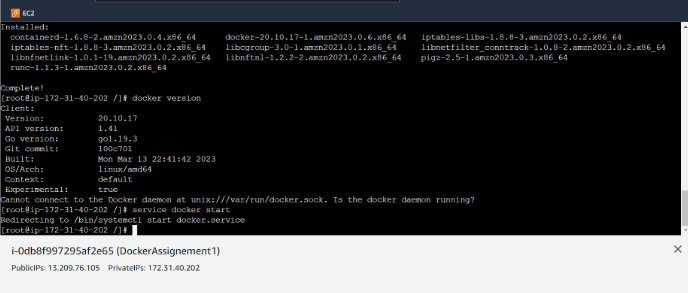 EC2
Installed:
containerd-1.6.8-2.amzn2023.0.4.x86_64 docker-20.10.17-1.amzn2023.0.6.x86_64 iptables-libs-1.8.8-3.amzn2023.0.2.x86_64
iptables-nft-1.8.8-3.amzn2023.0.2.x86_64 libcgroup-3.0-1.amzn2023.0.1.x86_64 libnetfilter_conntrack-1.0.8-2.amzn2023.0.2.x86_64
libnfnetlink-1.0.1-19.amzn2023.0.2.x86_64 libnftnl-1.2.2-2.amzn2023.0.2.x86_64 pigz-2.5-1.amzn2023.0.3.x86_64
runc-1.1.3-1.amzn2023.0.2.x86_64
Complete!
[root@ip-172-31-40-202 /]# docker version
Client:
Version: 20.10.17
API version: 1.41
Go version: go1.19.3
Git commit: 100c701
Built: Mon Mar 13 22:41:42 2023
OS/Arch: linux/amd64
Context: default
Experimental: true
Cannot connect to the Docker daemon at unix:///var/run/docker.sock. Is the docker daemon running?
[root@ip-172-31-40-202 /]# service docker start
Redirecting to /bin/systemctl start docker.service
[root@ip-172-31-40-202 /]#
i-0db8f997295af2e65 (DockerAssignement1)
PublicIPs: 13.209.76.105 PrivateIPs: 172.31.40.202